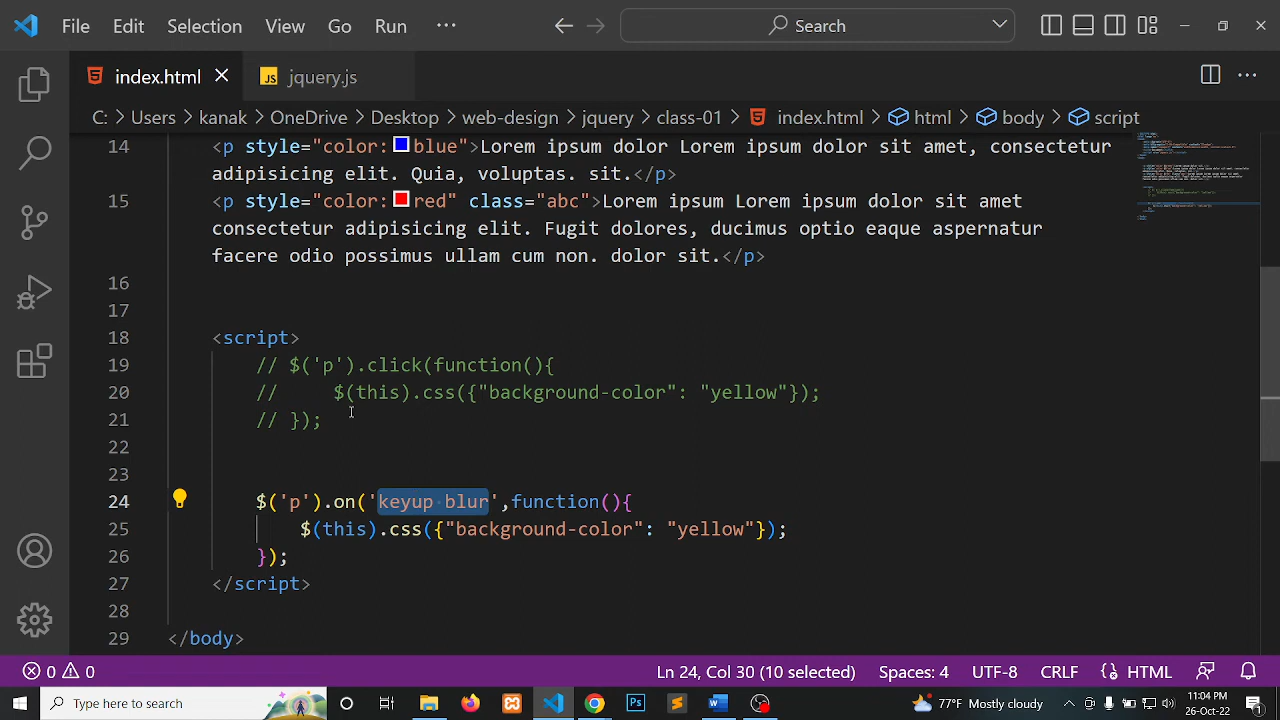 File Edit Selection View Go Run ··· Search
index.html jquery.js
C: > Users > kanak > OneDrive > Desktop > web-design > jquery > class-01 > index.html > html > body > script
14 <p style="color:blue">Lorem ipsum dolor Lorem ipsum dolor sit amet, consectetur
adipisicing elit. Quia, voluptas. sit.</p>
15 <p style="color:red" class="abc">Lorem ipsum Lorem ipsum dolor sit amet
consectetur adipisicing elit. Fugit dolores, ducimus optio eaque aspernatur
facere odio possimus ullam cum non. dolor sit.</p>
16
17
18 <script>
19 // $('p').click(function(){
20 // $(this).css({"background-color": "yellow"});
21 // });
22
23
24 $('p').on('keyup blur',function(){
25 $(this).css({"background-color": "yellow"});
26 });
27 </script>
28
29 </body>
0 0 Ln 24, Col 30 (10 selected) Spaces: 4 UTF-8 CRLF HTML
Type here to search 77°F Mostly cloudy 11:04 PM
26-Oct-22